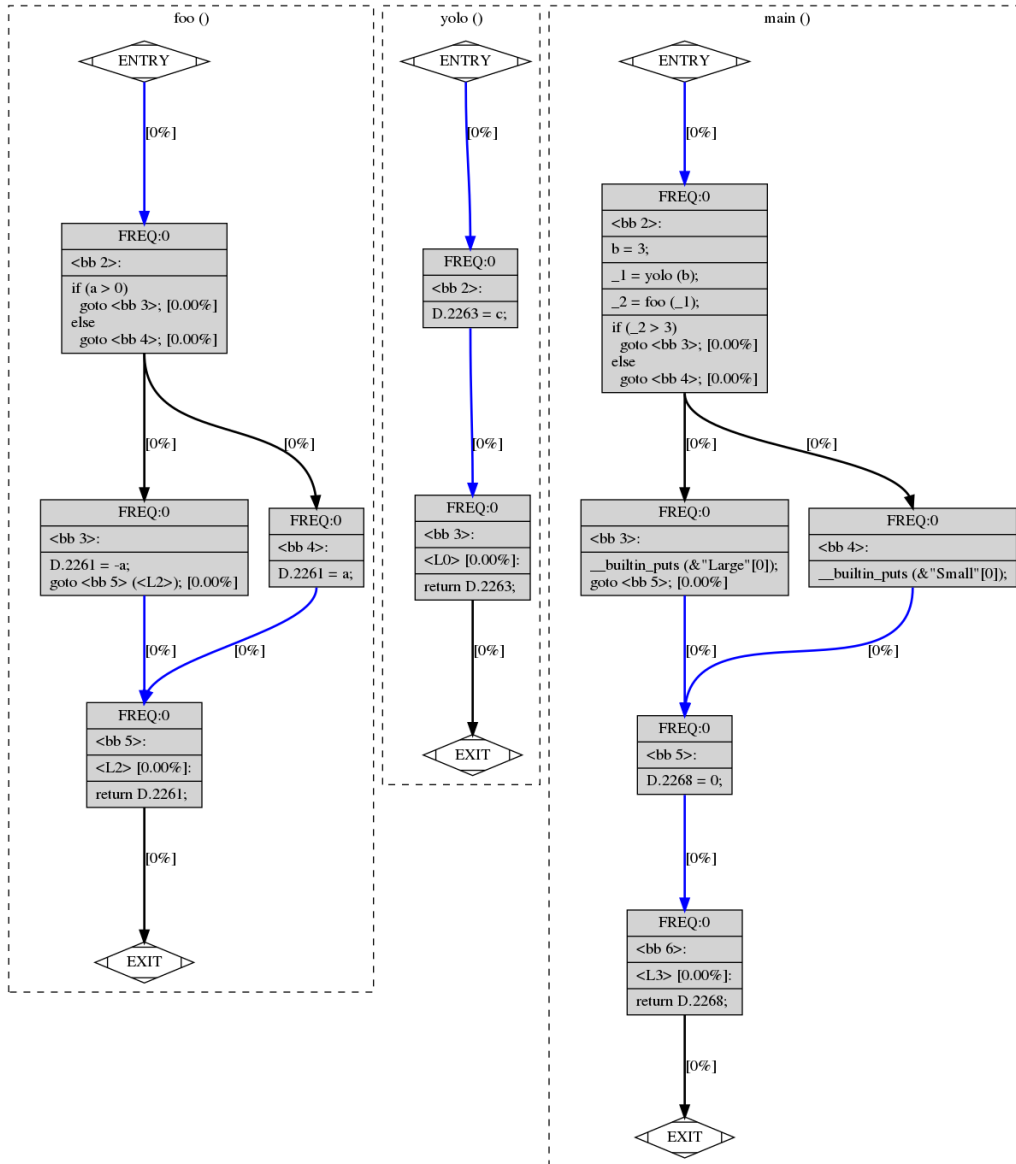 foo ()
ENTRY
[0%]
FREQ:0
<bb 2>:
if (a > 0)
goto <bb 3>; [0.00%]
else
goto <bb 4>; [0.00%]
[0%]
[0%]
FREQ:0
<bb 3>:
D.2261 = -a;
goto <bb 5> (<L2>); [0.00%]
FREQ:0
<bb 4>:
D.2261 = a;
[0%]
[0%]
FREQ:0
<bb 5>:
<L2> [0.00%]:
return D.2261;
[0%]
EXIT
yolo ()
ENTRY
[0%]
FREQ:0
<bb 2>:
D.2263 = c;
[0%]
FREQ:0
<bb 3>:
<L0> [0.00%]:
return D.2263;
[0%]
EXIT
main ()
ENTRY
[0%]
FREQ:0
<bb 2>:
b = 3;
_1 = yolo (b);
_2 = foo (_1);
if (_2 > 3)
goto <bb 3>; [0.00%]
else
goto <bb 4>; [0.00%]
[0%]
[0%]
FREQ:0
<bb 3>:
__builtin_puts (&"Large"[0]);
goto <bb 5>; [0.00%]
FREQ:0
<bb 4>:
__builtin_puts (&"Small"[0]);
[0%]
[0%]
FREQ:0
<bb 5>:
D.2268 = 0;
[0%]
FREQ:0
<bb 6>:
<L3> [0.00%]:
return D.2268;
[0%]
EXIT